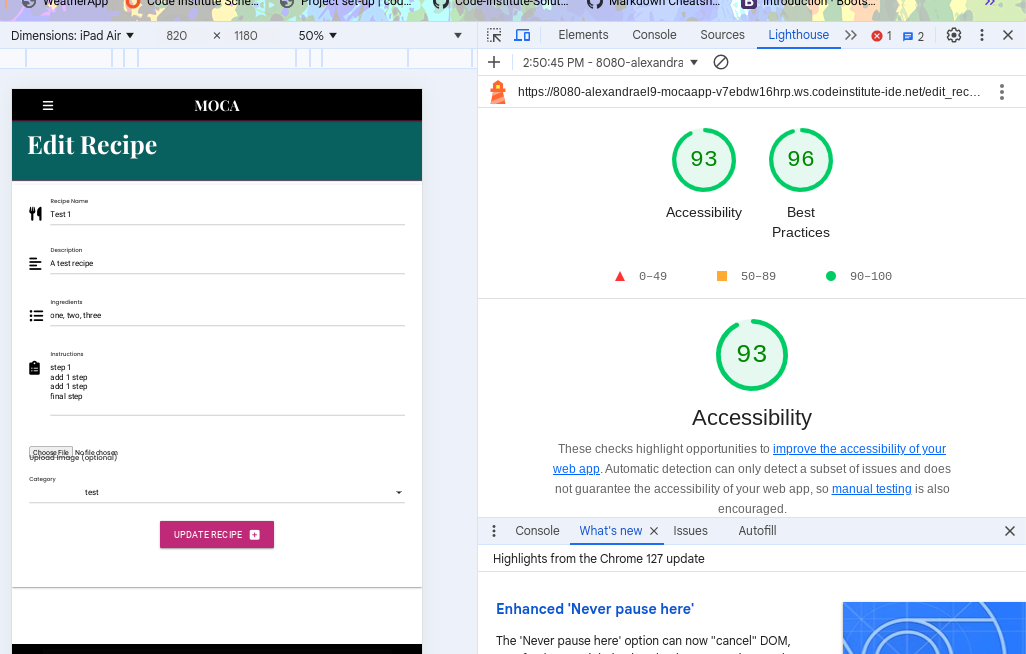 WeatherApp
Code Institute Sche...
Project set-up | cod...
Code-Institute-Solut...
Markdown Cheatsh...
Introduction · Boots...
»
Dimensions: iPad Air ▼ 820 × 1180 50% ▼ ▼
Elements Console Sources Lighthouse » 1 2
2:50:45 PM - 8080-alexandra ▼
https://8080-alexandrael9-mocaapp-v7ebdw16hrp.ws.codeinstitute-ide.net/edit_rec...
MOCA
Edit Recipe
Recipe Name
Test 1
Description
A test recipe
Ingredients
one, two, three
Instructions
step 1
add 1 step
add 1 step
final step
Choose File No file chosen
Upload Image (optional)
Category
test
UPDATE RECIPE
93 96
Accessibility Best
Practices
0–49 50–89 90–100
93
Accessibility
These checks highlight opportunities to improve the accessibility of your
web app. Automatic detection can only detect a subset of issues and does
not guarantee the accessibility of your web app, so manual testing is also
encouraged.
Console What's new × Issues Autofill
Highlights from the Chrome 127 update
Enhanced 'Never pause here'
The 'Never pause here' option can now "cancel" DOM,